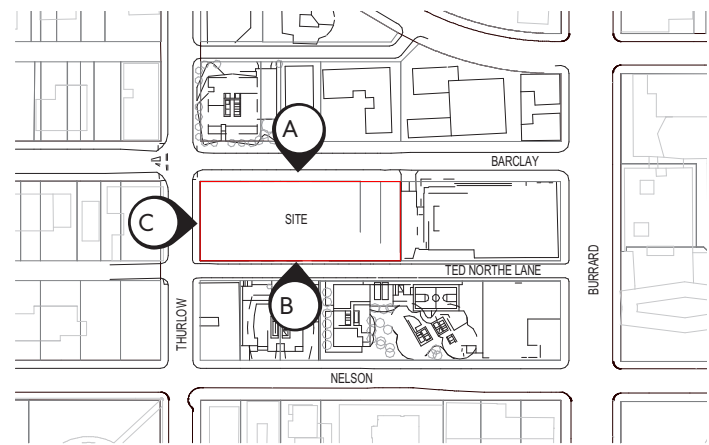 A
BARCLAY
C
SITE
TED NORTHE LANE
BURRARD
B
THURLOW
NELSON